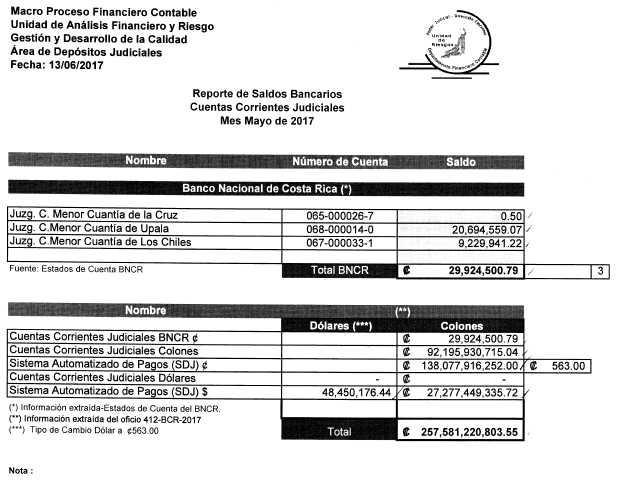 Macro Proceso Financiero Contable
Unidad de Análisis Financiero y Riesgo
Gestión y Desarrollo de la Calidad
Área de Depósitos Judiciales
Fecha: 13/06/2017
Unidad de Riesgos
Departamento Financiero Contable
Reporte de Saldos Bancarios
Cuentas Corrientes Judiciales
Mes Mayo de 2017
Nombre Número de Cuenta Saldo
Banco Nacional de Costa Rica (*)
Juzg. C. Menor Cuantía de la Cruz 065-000026-7 0.50
Juzg. C.Menor Cuantía de Upala 068-000014-0 20,694,559.07
Juzg. C.Menor Cuantía de Los Chiles 067-000033-1 9,229,941.22
Fuente: Estados de Cuenta BNCR Total BNCR ₡ 29,924,500.79 3
Nombre (**)
Dólares (***) Colones
Cuentas Corrientes Judiciales BNCR ¢ ₡ 29,924,500.79
Cuentas Corrientes Judiciales Colones ₡ 92,195,930,715.04
Sistema Automatizado de Pagos (SDJ) ¢ ₡ 138,077,916,252.00 ₡ 563.00
Cuentas Corrientes Judiciales Dólares - ₡ -
Sistema Automatizado de Pagos (SDJ) $ 48,450,176.44 ₡ 27,277,449,335.72
(*) Información extraída-Estados de Cuenta del BNCR.
(**) Información extraída del oficio 412-BCR-2017
(***) Tipo de Cambio Dólar a ¢563.00 Total ₡ 257,581,220,803.55
Nota :